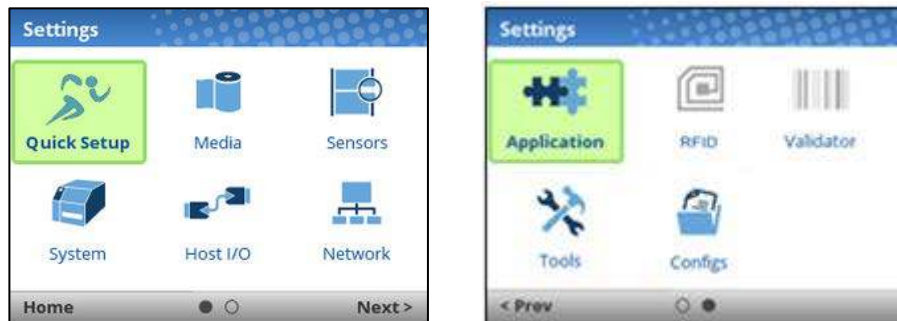 Settings
Quick Setup Media Sensors
System Host I/O Network
Home Next >
Settings
Application RFID Validator
Tools Configs
< Prev